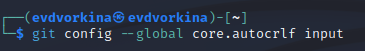 ┌──(evdvorkina㉿evdvorkina)-[~]
└─$ git config --global core.autocrlf input